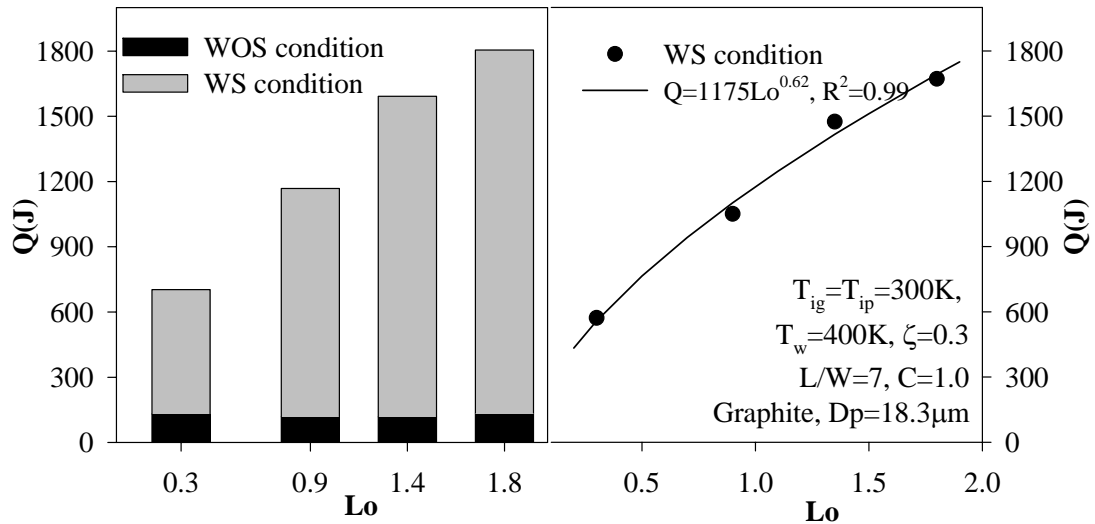 1800
1500
1200
900
600
300
0
Q(J)
WOS condition
WS condition
0.3 0.9 1.4 1.8
Lo
WS condition
Q=1175Lo^0.62, R^2=0.99
T_ig=T_ip=300K,
T_w=400K, ζ=0.3
L/W=7, C=1.0
Graphite, Dp=18.3μm
0.5 1.0 1.5 2.0
Lo
1800
1500
1200
900
600
300
0
Q(J)